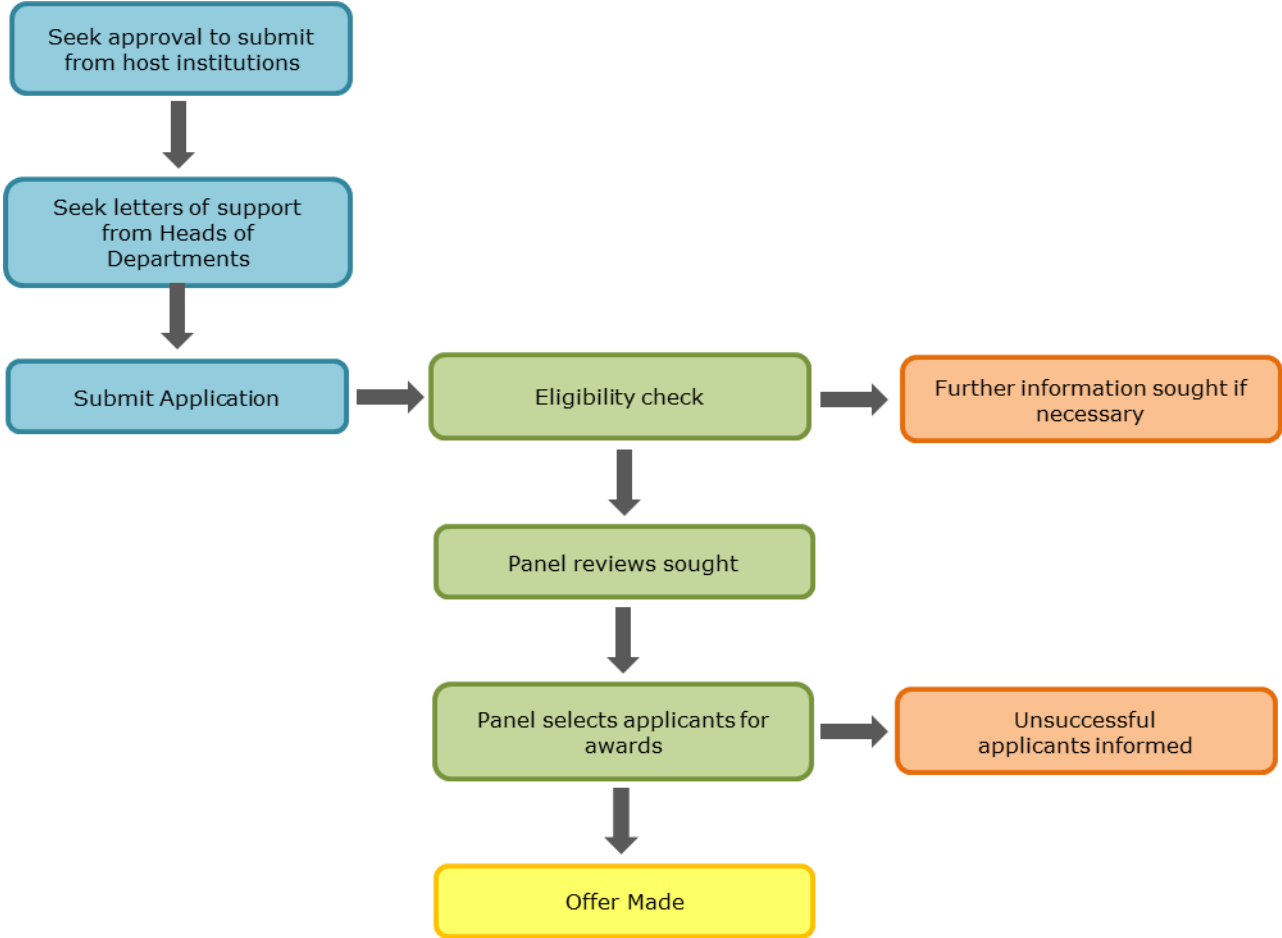 Seek approval to submit
from host institutions
Seek letters of support
from Heads of
Departments
Submit Application
Eligibility check
Further information sought if
necessary
Panel reviews sought
Panel selects applicants for
awards
Unsuccessful
applicants informed
Offer Made